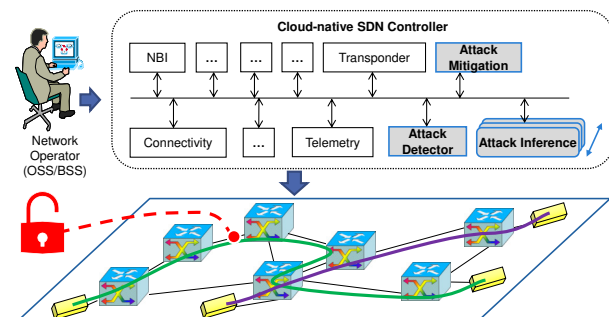 Cloud-native SDN Controller
NBI
...
...
...
Transponder
Attack
Mitigation
Network
Operator
(OSS/BSS)
Connectivity
...
Telemetry
Attack
Detector
Attack Inference